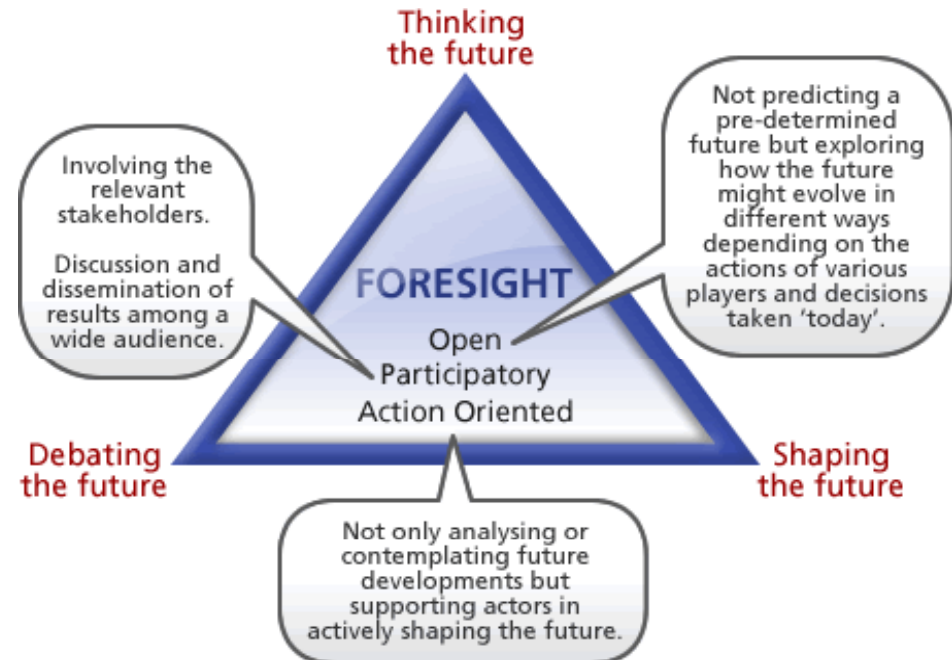 Thinking
the future
Not predicting a
pre-determined
future but exploring
how the future
might evolve in
different ways
depending on the
actions of various
players and decisions
taken ‘today’.
Involving the
relevant
stakeholders.
Discussion and
dissemination of
results among a
wide audience.
FORESIGHT
Open
Participatory
Action Oriented
Debating
the future
Shaping
the future
Not only analysing or
contemplating future
developments but
supporting actors in
actively shaping the future.